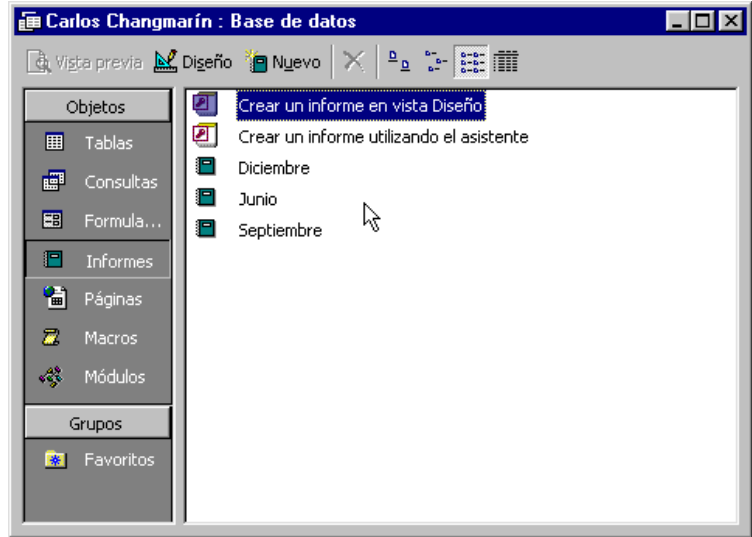 Carlos Changmarín : Base de datos
Vista previa Diseño Nuevo
Objetos
Tablas
Consultas
Formula...
Informes
Páginas
Macros
Módulos
Grupos
Favoritos
Crear un informe en vista Diseño
Crear un informe utilizando el asistente
Diciembre
Junio
Septiembre